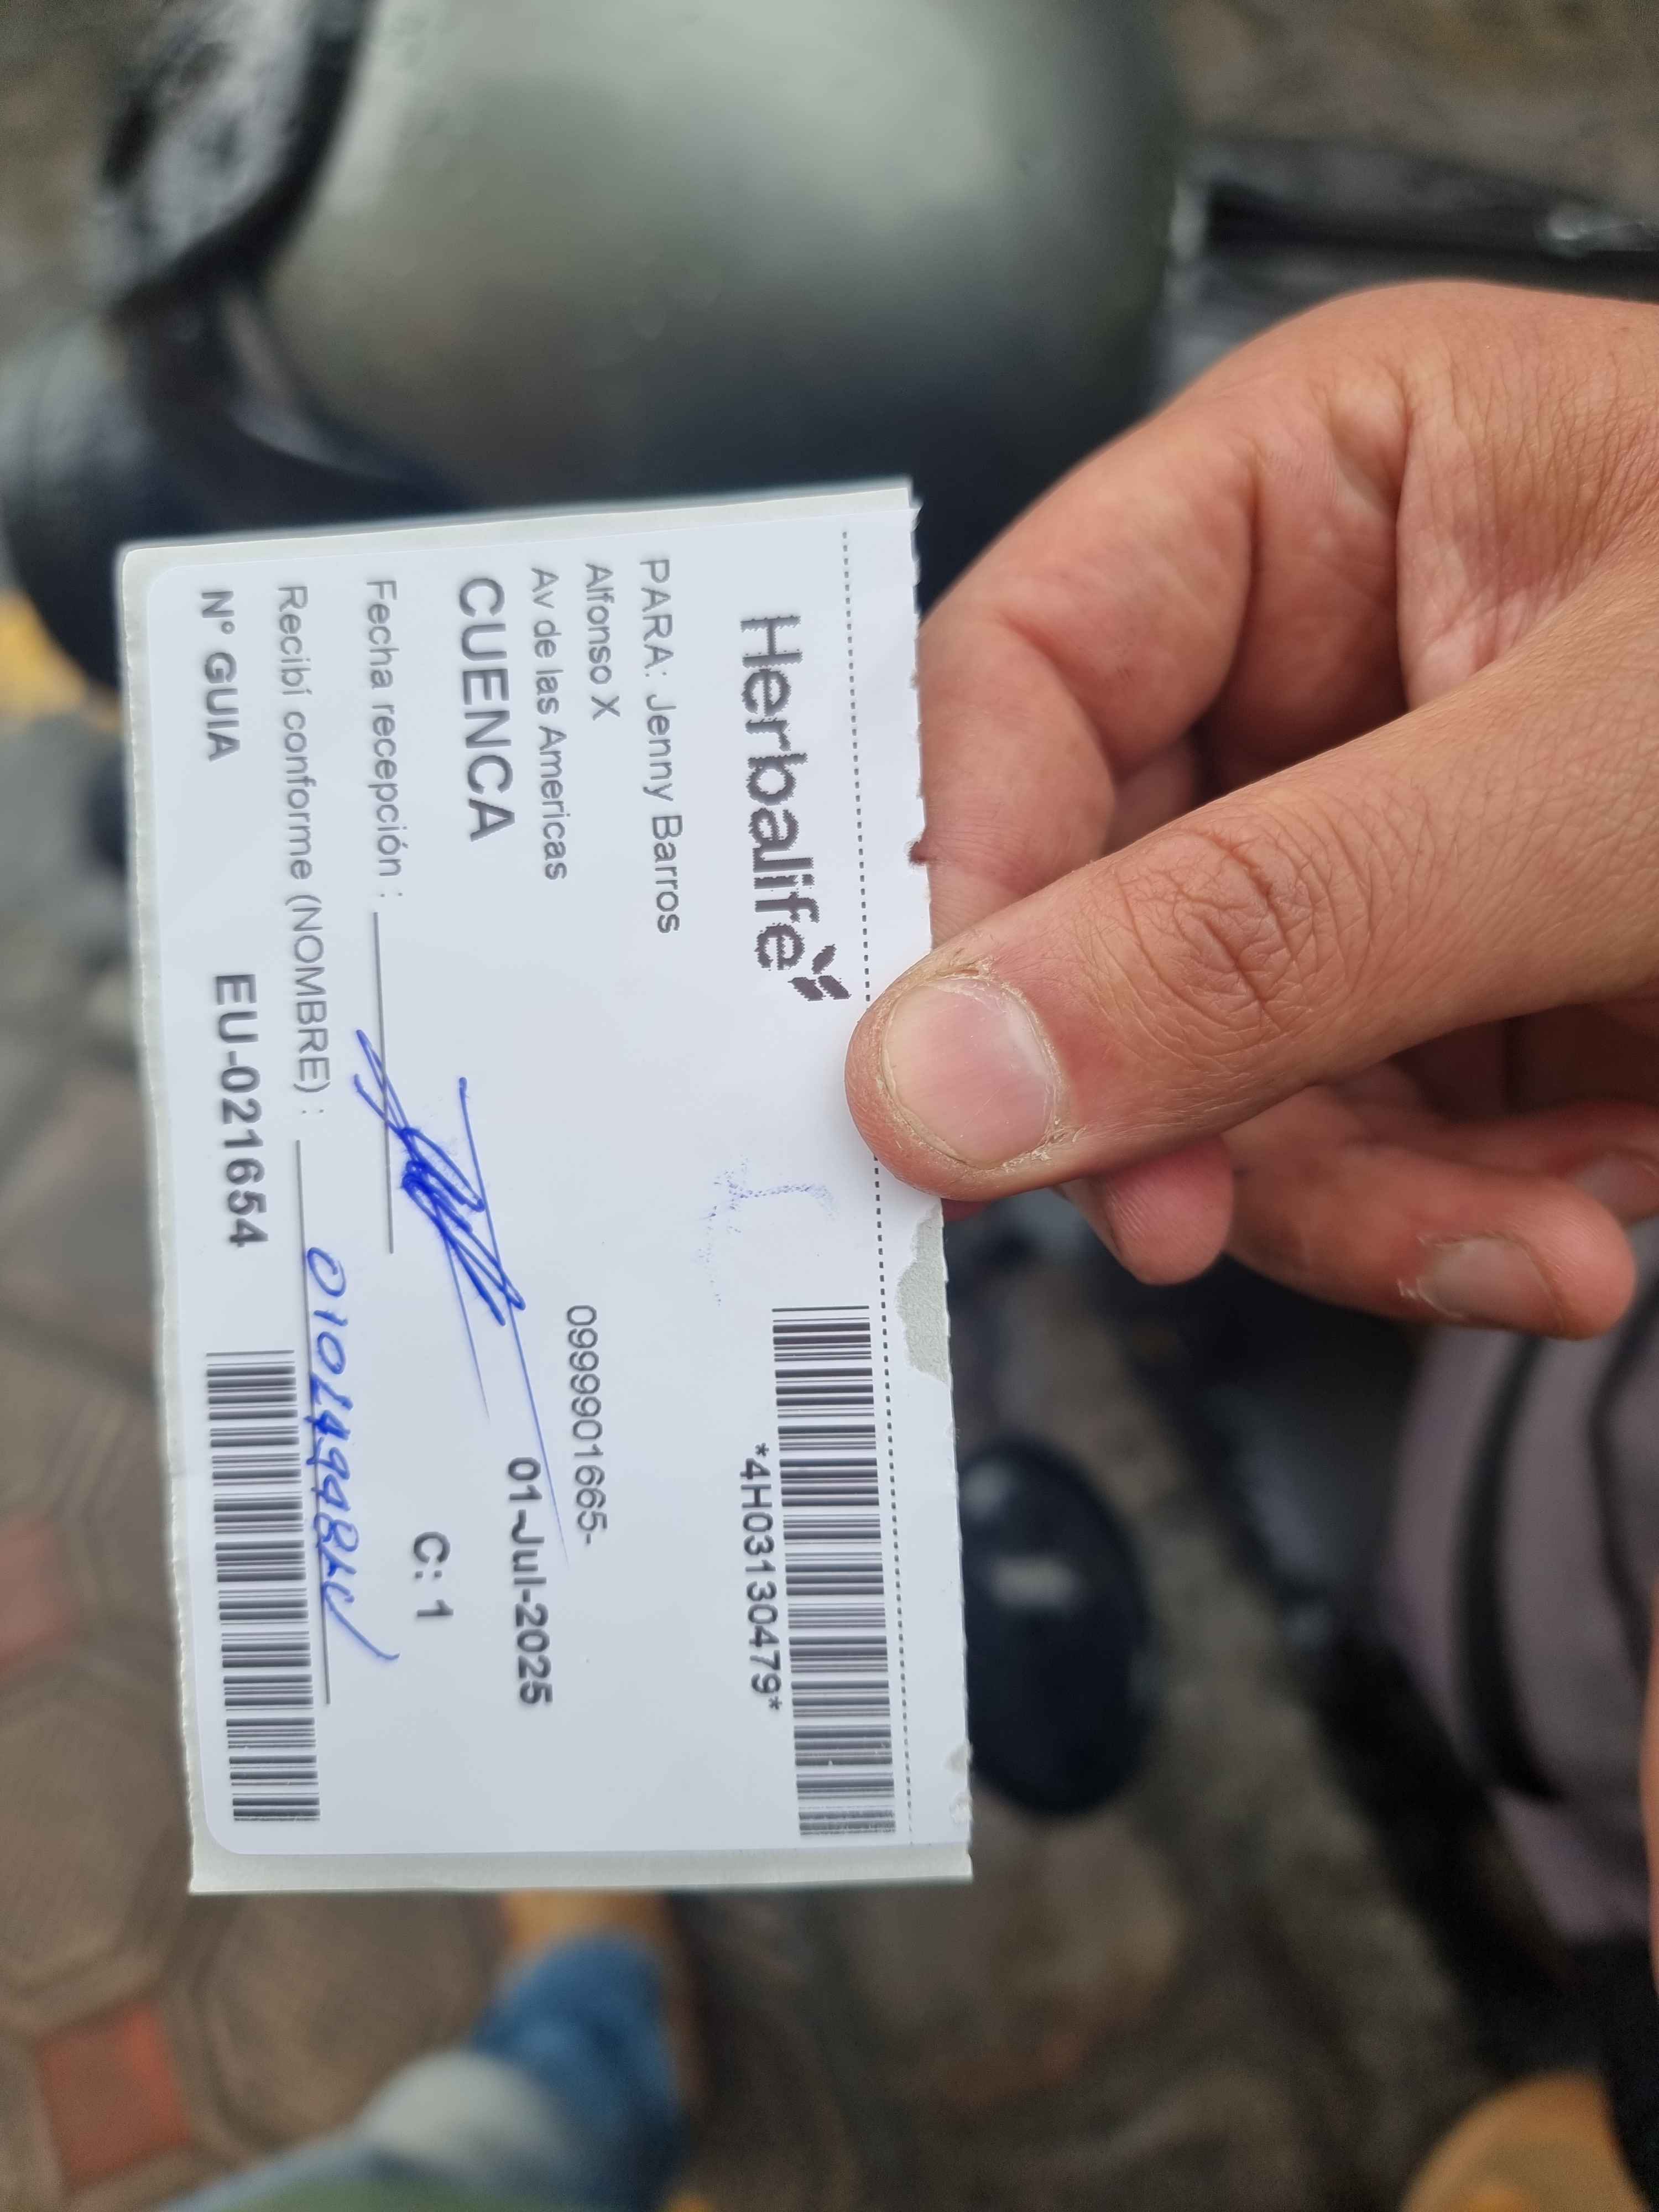 Herbalife
*4H03130479*
PARA: Jenny Barros
Alfonso X
Av de las Americas
0999901665-
CUENCA
01-Jul-2025
C: 1
Fecha recepción :
Recibí conforme (NOMBRE) :
Nº GUIA
EU-021654